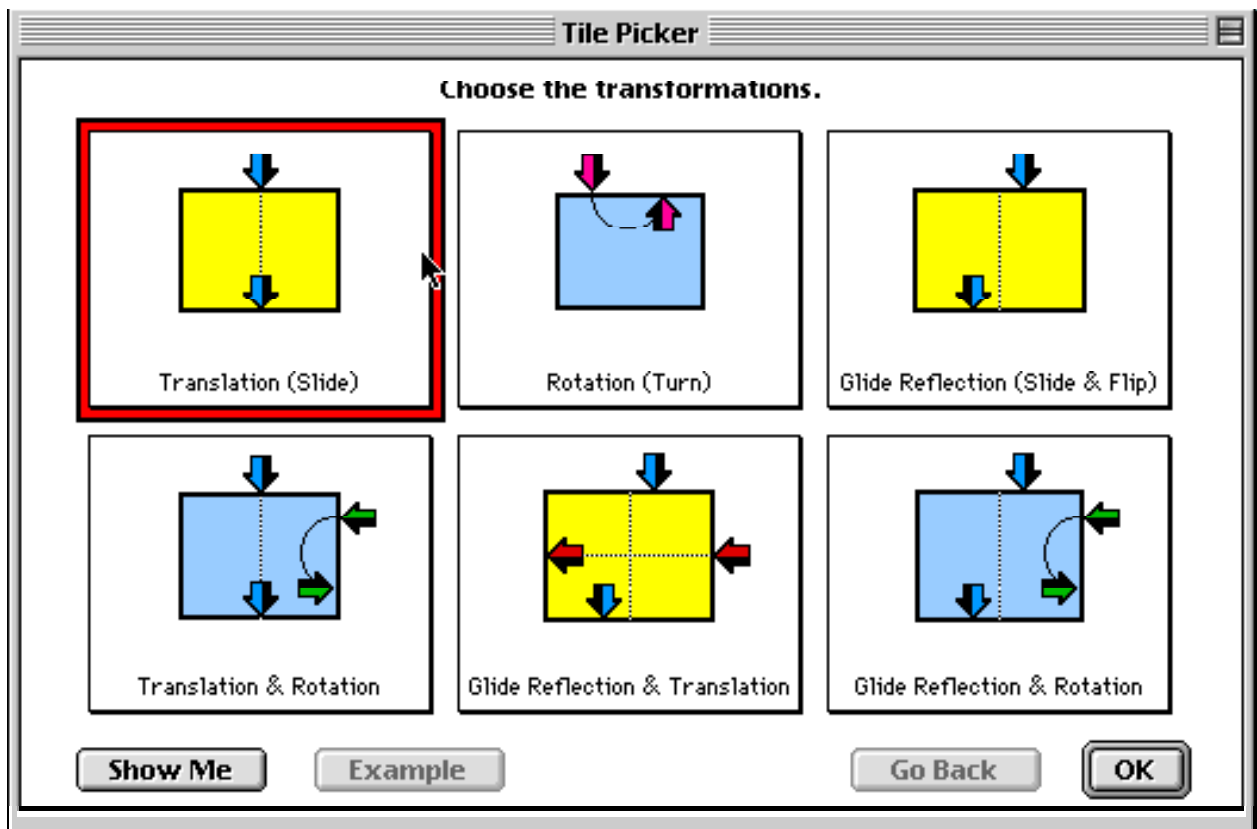 Tile Picker
Choose the transformations.
Translation (Slide)
Rotation (Turn)
Glide Reflection (Slide & Flip)
Translation & Rotation
Glide Reflection & Translation
Glide Reflection & Rotation
Show Me
Example
Go Back
OK